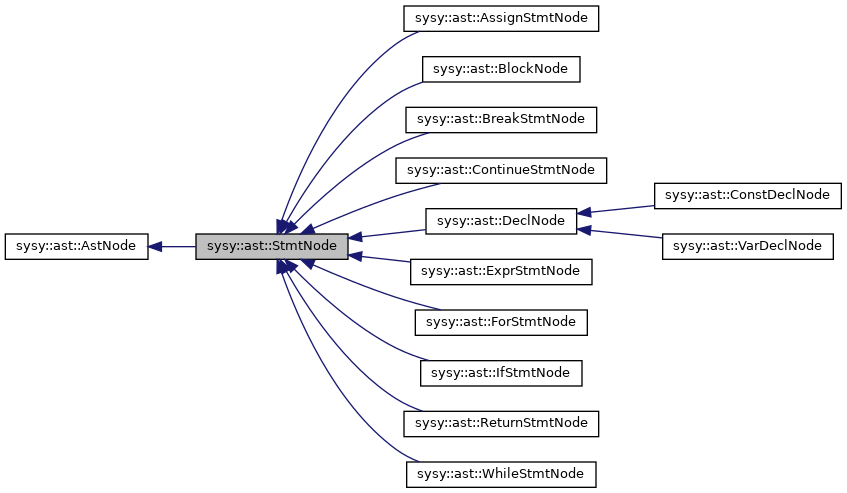 sysy::ast::AssignStmtNode
sysy::ast::BlockNode
sysy::ast::BreakStmtNode
sysy::ast::ContinueStmtNode
sysy::ast::ConstDeclNode
sysy::ast::DeclNode
sysy::ast::AstNode
sysy::ast::StmtNode
sysy::ast::VarDeclNode
sysy::ast::ExprStmtNode
sysy::ast::ForStmtNode
sysy::ast::IfStmtNode
sysy::ast::ReturnStmtNode
sysy::ast::WhileStmtNode